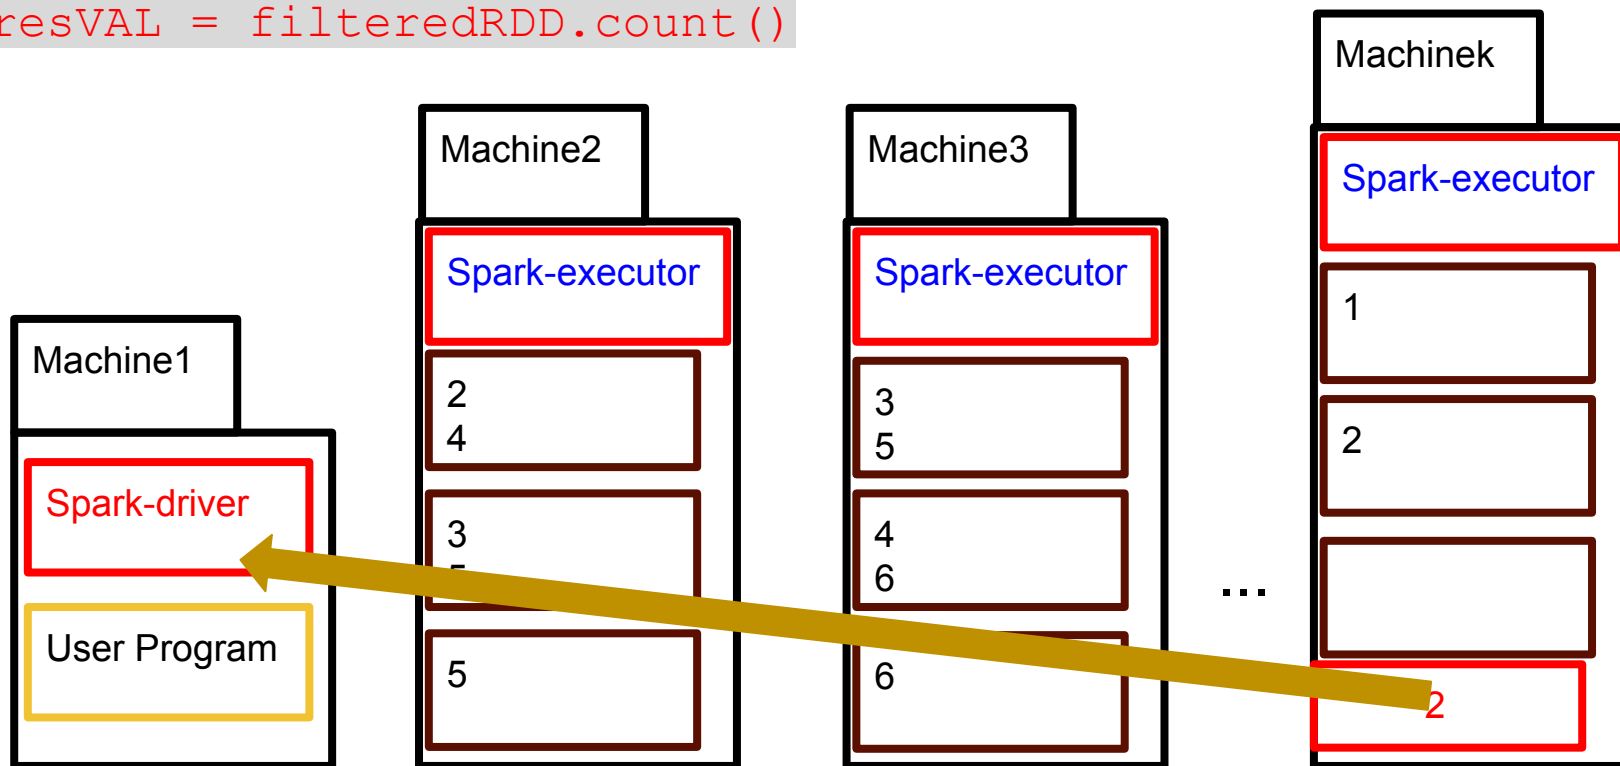 resVAL = filteredRDD.count()
Machine1
Spark-driver
User Program
Machine2
Spark-executor
2
4
3
5
Machine3
Spark-executor
3
5
4
6
6
...
Machinek
Spark-executor
1
2
2